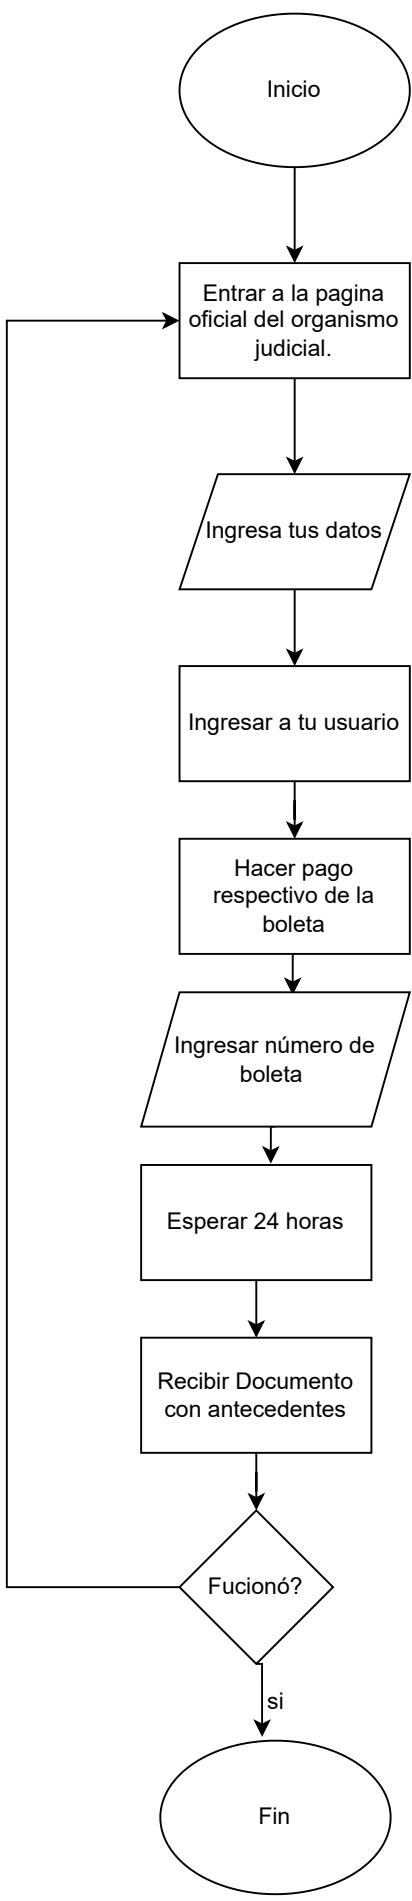 Inicio
Entrar a la pagina
oficial del organismo
judicial.
Ingresa tus datos
Ingresar a tu usuario
Hacer pago
respectivo de la
boleta
Ingresar número de
boleta
Esperar 24 horas
Recibir Documento
con antecedentes
Fucionó?
si
Fin